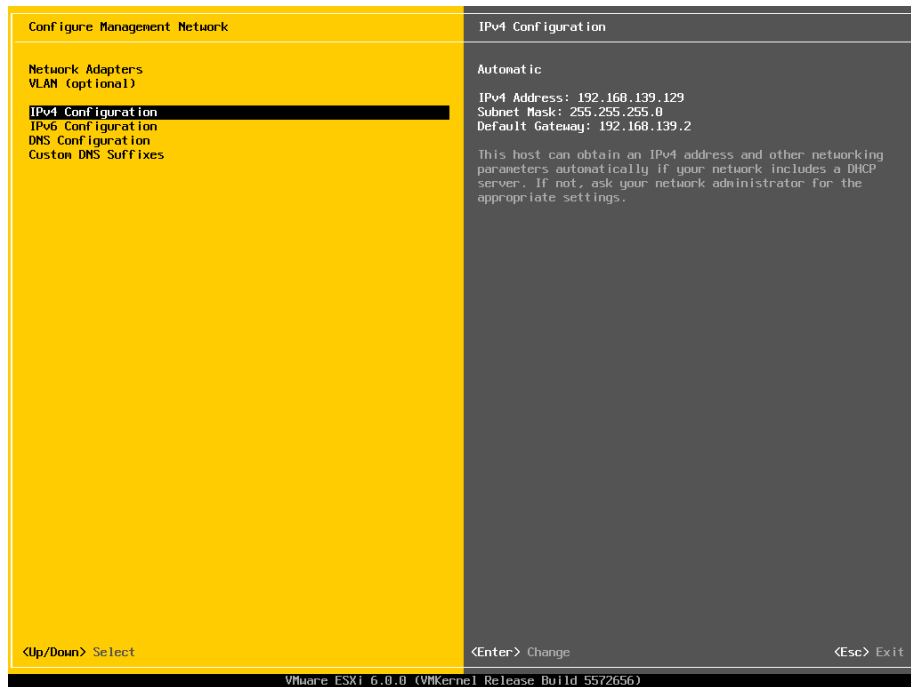 Configure Management Network
Network Adapters
VLAN (optional)
IPv4 Configuration
IPv6 Configuration
DNS Configuration
Custom DNS Suffixes
<Up/Down> Select
IPv4 Configuration
Automatic
IPv4 Address: 192.168.139.129
Subnet Mask: 255.255.255.0
Default Gateway: 192.168.139.2
This host can obtain an IPv4 address and other networking
parameters automatically if your network includes a DHCP
server. If not, ask your network administrator for the
appropriate settings.
<Enter> Change
<Esc> Exit
VMware ESXi 6.0.0 (VMKernel Release Build 5572656)